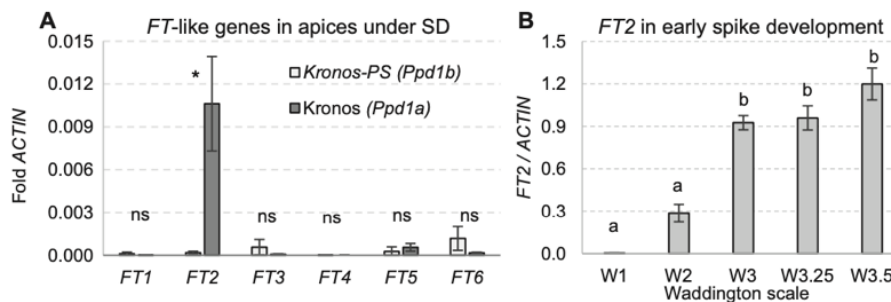 A
FT-like genes in apices under SD
Fold ACTIN
0.015
0.012
0.009
0.006
0.003
0.000
Kronos-PS (Ppd1b)
Kronos (Ppd1a)
ns
*
ns
ns
ns
ns
FT1
FT2
FT3
FT4
FT5
FT6
B
FT2 in early spike development
FT2 / ACTIN
1.5
1.2
0.9
0.6
0.3
0.0
a
a
b
b
b
W1
W2
W3
W3.25
W3.5
Waddington scale